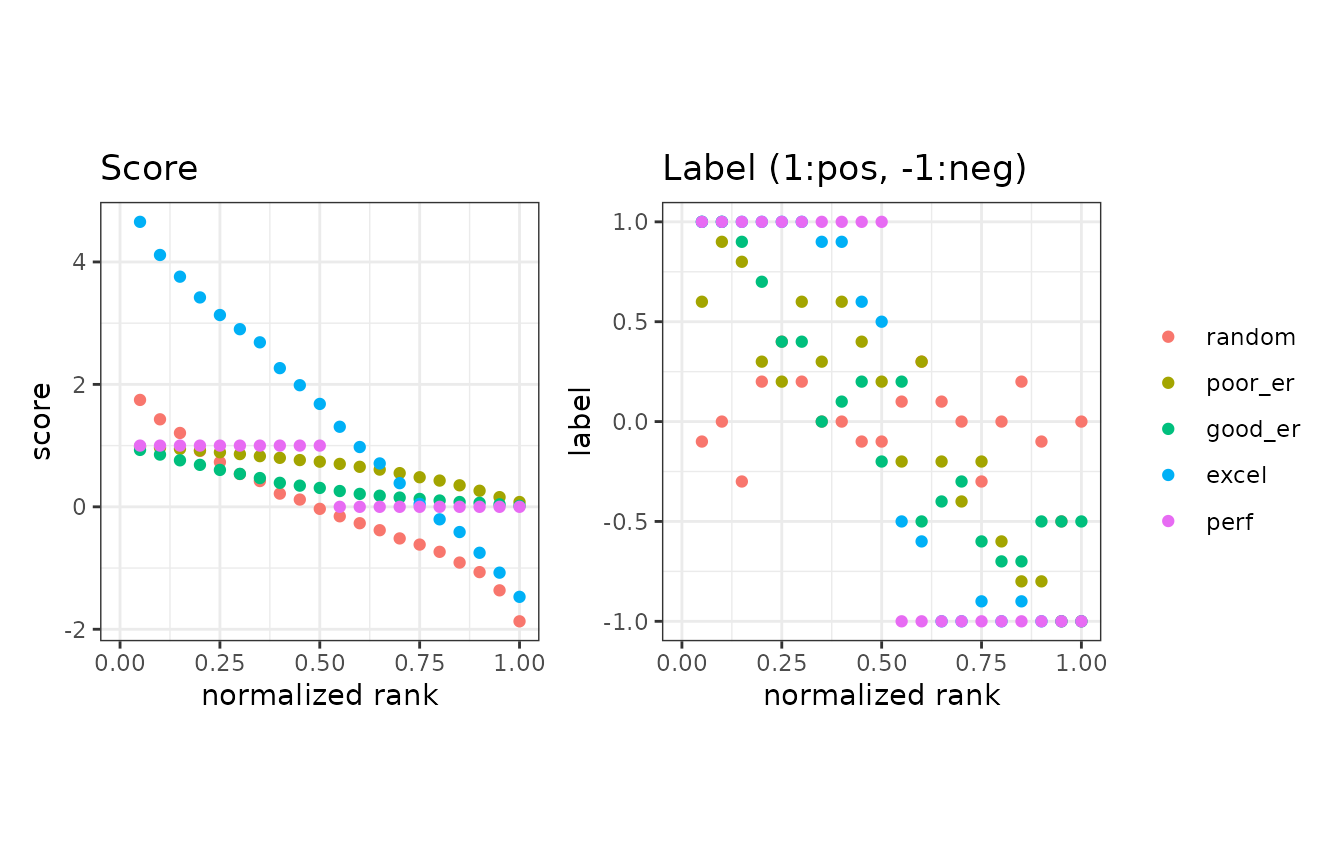 Score
score
4
2
0
-2
0.00 0.25 0.50 0.75 1.00
normalized rank
Label (1:pos, -1:neg)
label
1.0
0.5
0.0
-0.5
-1.0
0.00 0.25 0.50 0.75 1.00
normalized rank
random
poor_er
good_er
excel
perf